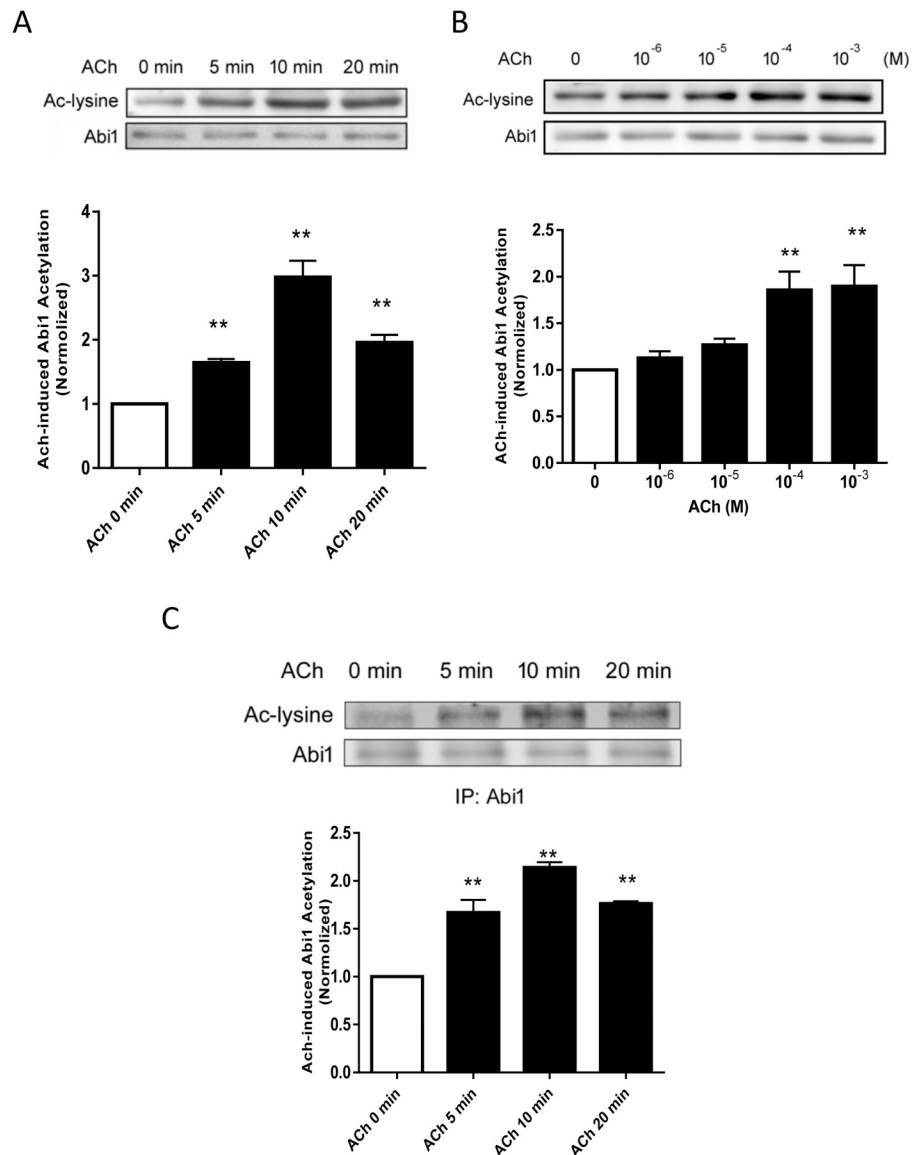 A
ACh 0 min 5 min 10 min 20 min
Ac-lysine
Abi1
4
3
2
1
0
Ach-induced Abi1 Acetylation
(Normolized)
**
**
**
ACh 0 min
ACh 5 min
ACh 10 min
ACh 20 min
B
ACh 0 10⁻⁶ 10⁻⁵ 10⁻⁴ 10⁻³ (M)
Ac-lysine
Abi1
2.5
2.0
1.5
1.0
0.5
0.0
ACh-induced Abi1 Acetylation
(Normolized)
** **
0 10⁻⁶ 10⁻⁵ 10⁻⁴ 10⁻³
ACh (M)
C
ACh 0 min 5 min 10 min 20 min
Ac-lysine
Abi1
IP: Abi1
2.5
2.0
1.5
1.0
0.5
0.0
Ach-induced Abi1 Acetylation
(Normolized)
**
**
**
ACh 0 min
ACh 5 min
ACh 10 min
ACh 20 min